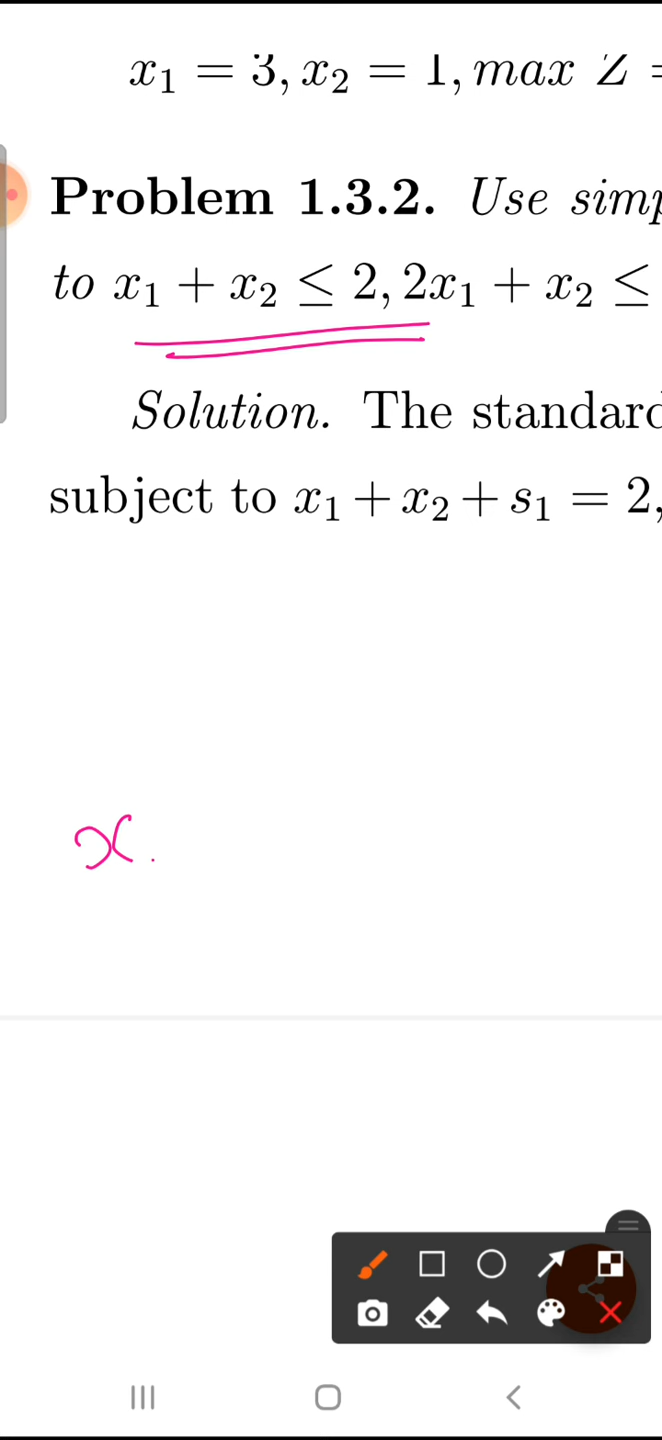 x₁ = 3, x₂ = 1, max Z =
Problem 1.3.2. Use simp
to x₁ + x₂ ≤ 2, 2x₁ + x₂ ≤
Solution. The standard
subject to x₁ + x₂ + s₁ = 2,
x.